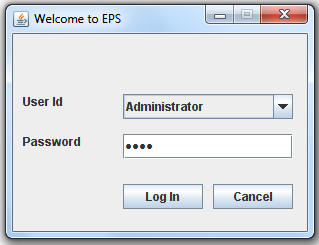 Welcome to EPS
User Id
Administrator
Password
••••
Log In
Cancel